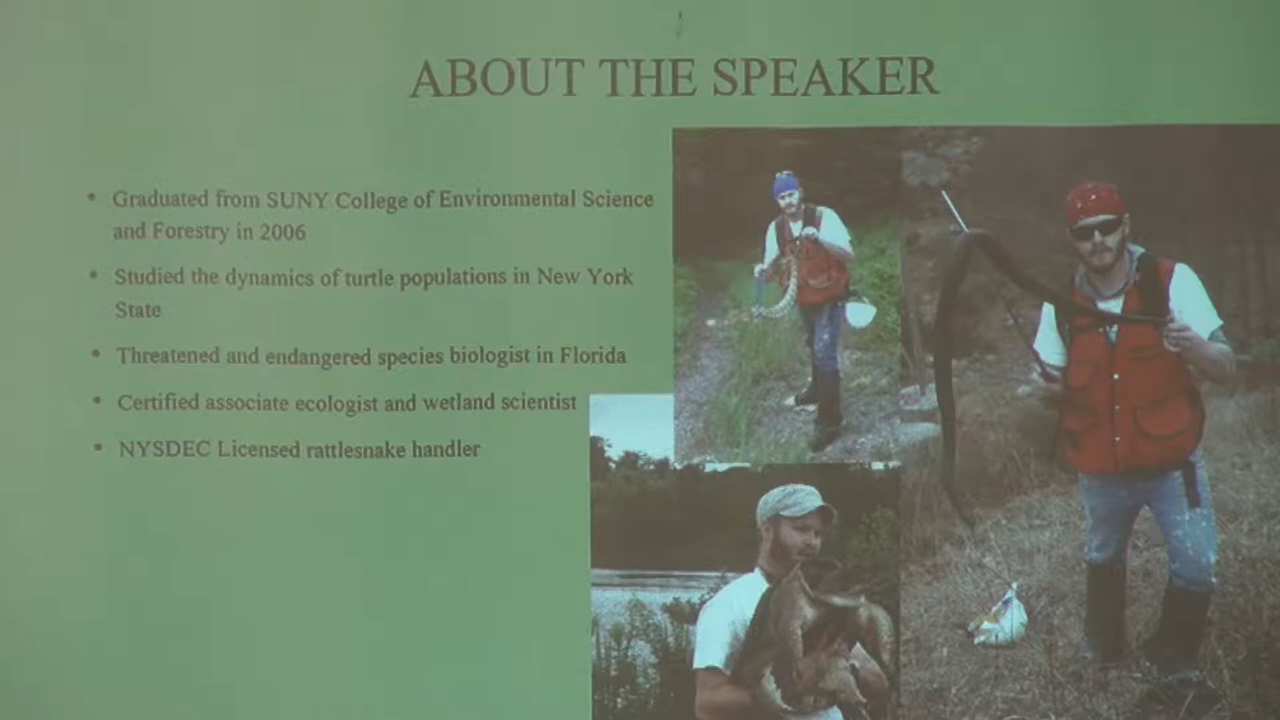 ABOUT THE SPEAKER
• Graduated from SUNY College of Environmental Science
and Forestry in 2006
• Studied the dynamics of turtle populations in New York
State
• Threatened and endangered species biologist in Florida
• Certified associate ecologist and wetland scientist
• NYSDEC Licensed rattlesnake handler